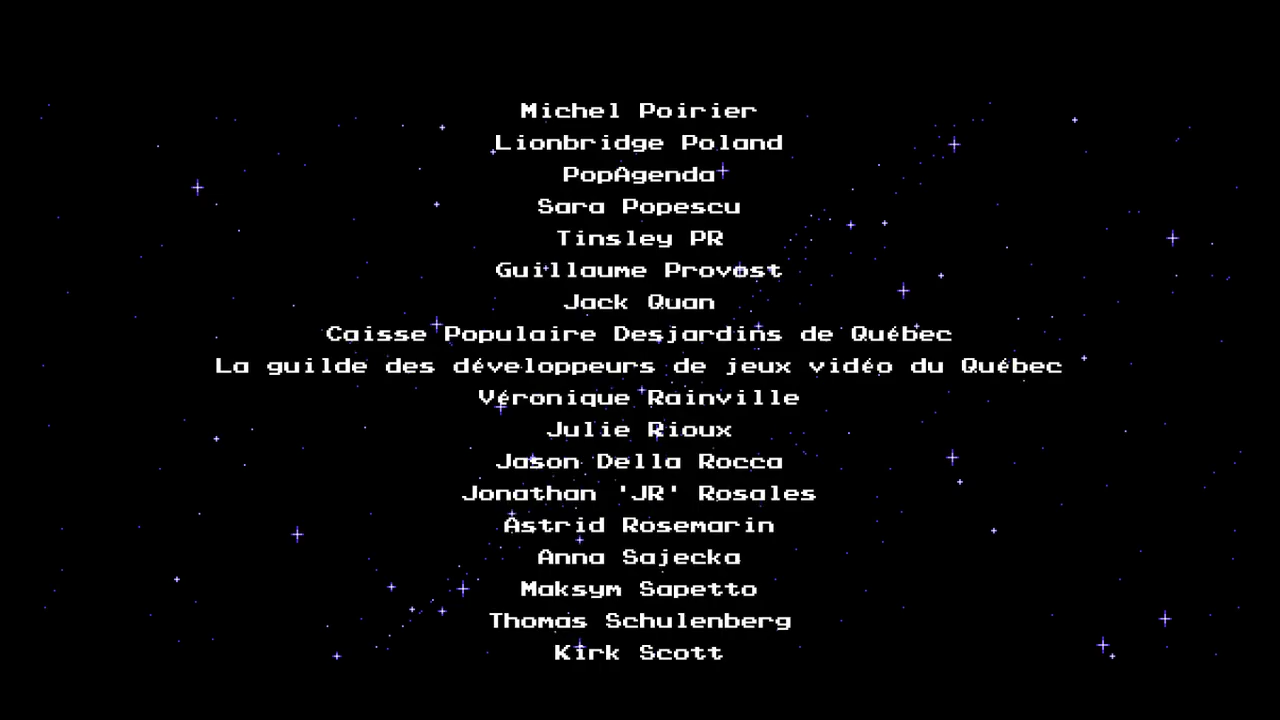 Michel Poirier
Lionbridge Poland
PopAgenda
Sara Popescu
Tinsley PR
Guillaume Provost
Jack Quan
Caisse Populaire Desjardins de Québec
La guilde des développeurs de jeux vidéo du Québec
Véronique Rainville
Julie Rioux
Jason Della Rocca
Jonathan 'JR' Rosales
Astrid Rosemarin
Anna Sajecka
Maksym Sapetto
Thomas Schulenberg
Kirk Scott